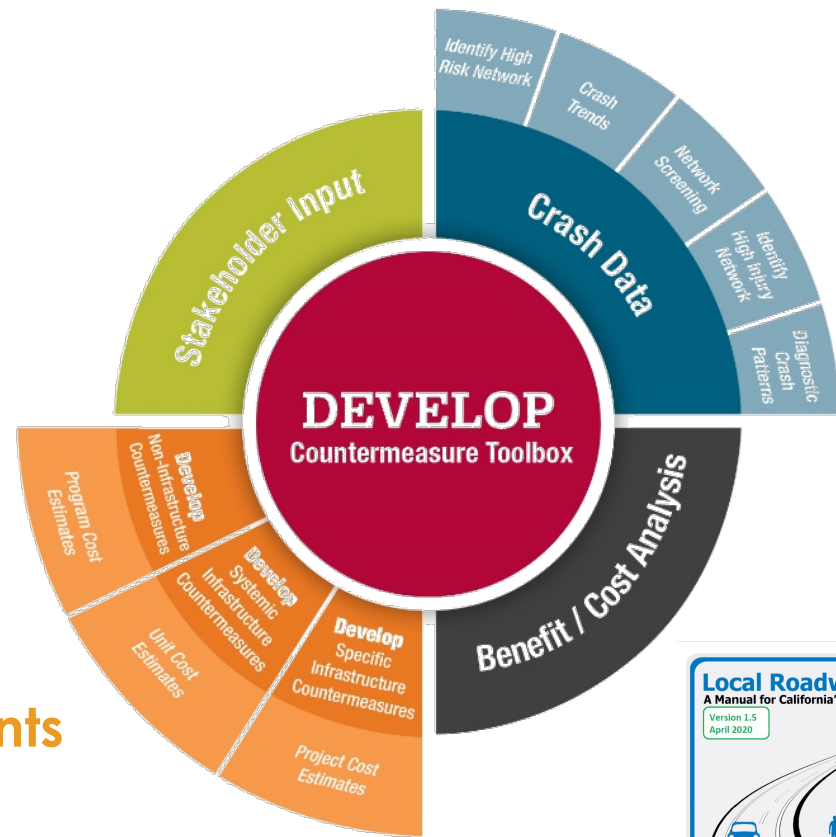 Identify High
Risk Network
Crash
Trends
Network
Screening
Identify
High Injury
Network
Diagnostic
Crash
Patterns
Stakeholder Input
Crash Data
DEVELOP
Countermeasure Toolbox
Develop
Non-Infrastructure
Countermeasures
Program Cost
Estimates
Develop
Systemic
Infrastructure
Countermeasures
Unit Cost
Estimates
Develop
Specific
Infrastructure
Countermeasures
Project Cost
Estimates
Benefit / Cost Analysis
nts
Local Roadw
A Manual for California's
Version 1.5
April 2020